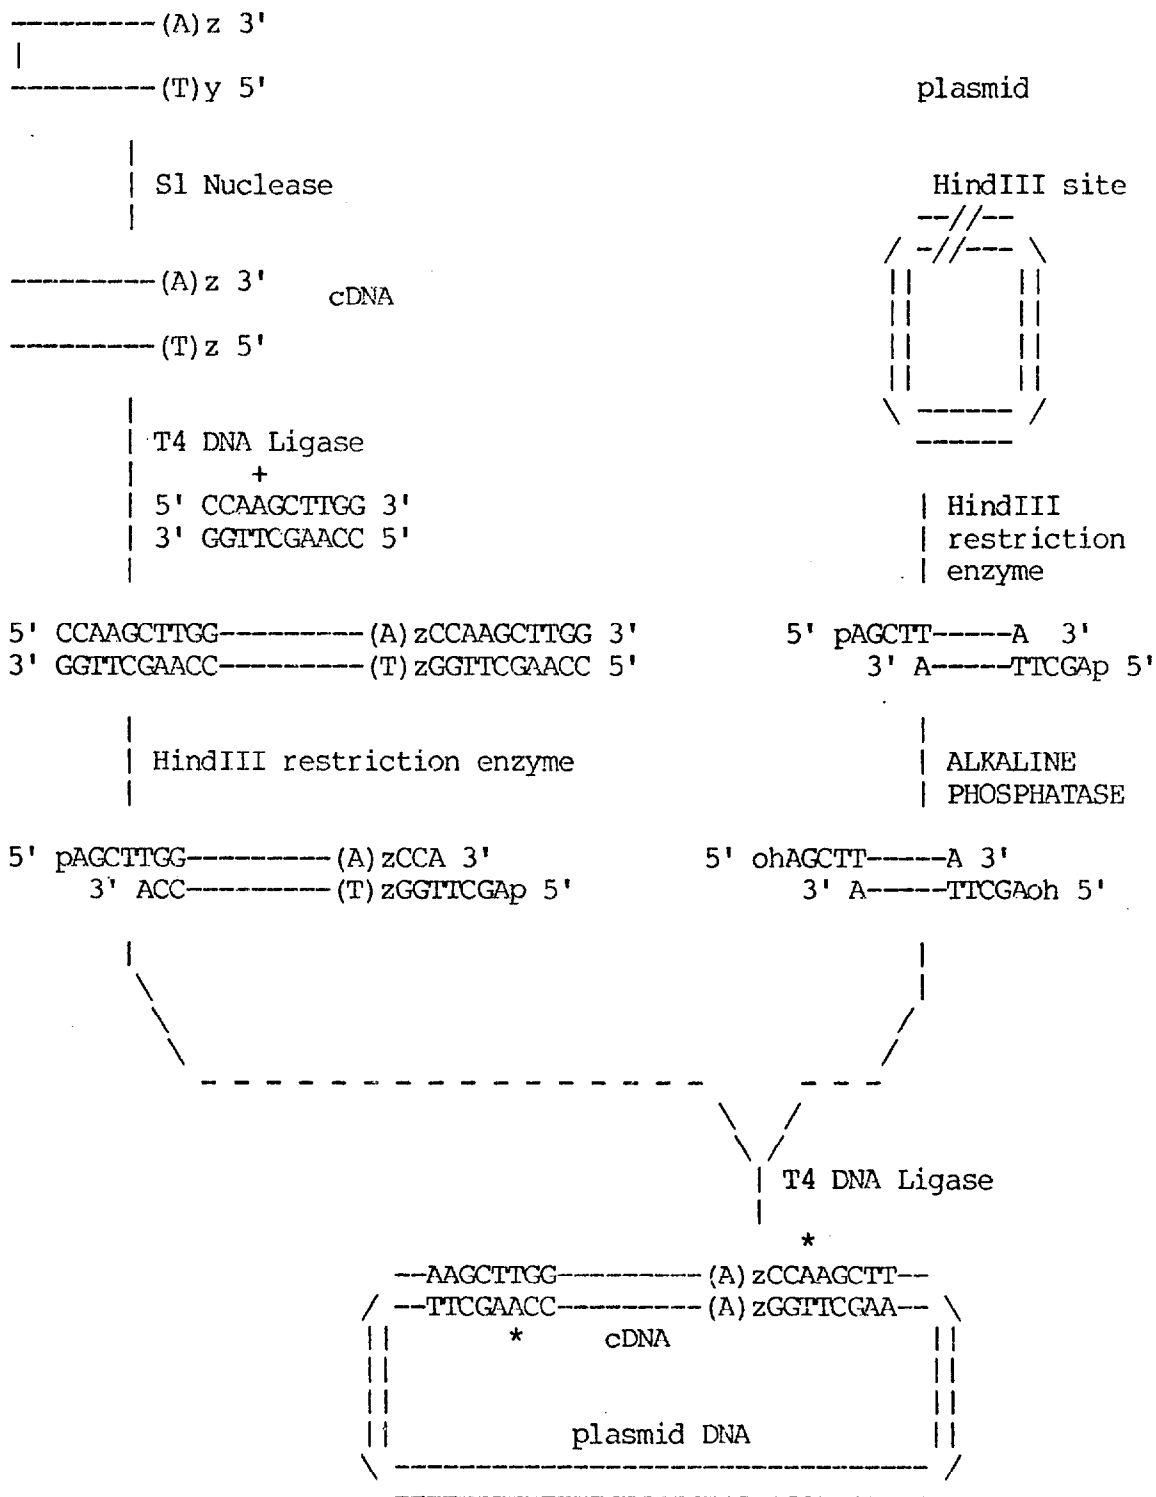 ---------(A)z 3'
---------(T)y 5'
plasmid
S1 Nuclease
HindIII site
---------(A)z 3'
cDNA
---------(T)z 5'
T4 DNA Ligase
+
5' CCAAGCTTGG 3'
3' GGTTCGAACC 5'
HindIII
restriction
enzyme
5' CCAAGCTTGG---------(A)zCCAAGCTTGG 3'
3' GGTTCGAACC---------(T)zGGTTCGAACC 5'
5' pAGCTT-----A 3'
3' A-----TTCGAp 5'
HindIII restriction enzyme
ALKALINE
PHOSPHATASE
5' pAGCTTGG---------(A)zCCA 3'
3' ACC---------(T)zGGTTCGAp 5'
5' ohAGCTT-----A 3'
3' A-----TTCGAoh 5'
T4 DNA Ligase
*
--AAGCTTGG---------(A)zCCAAGCTT--
--TTCGAACC---------(A)zGGTTCGAA--
* cDNA
plasmid DNA